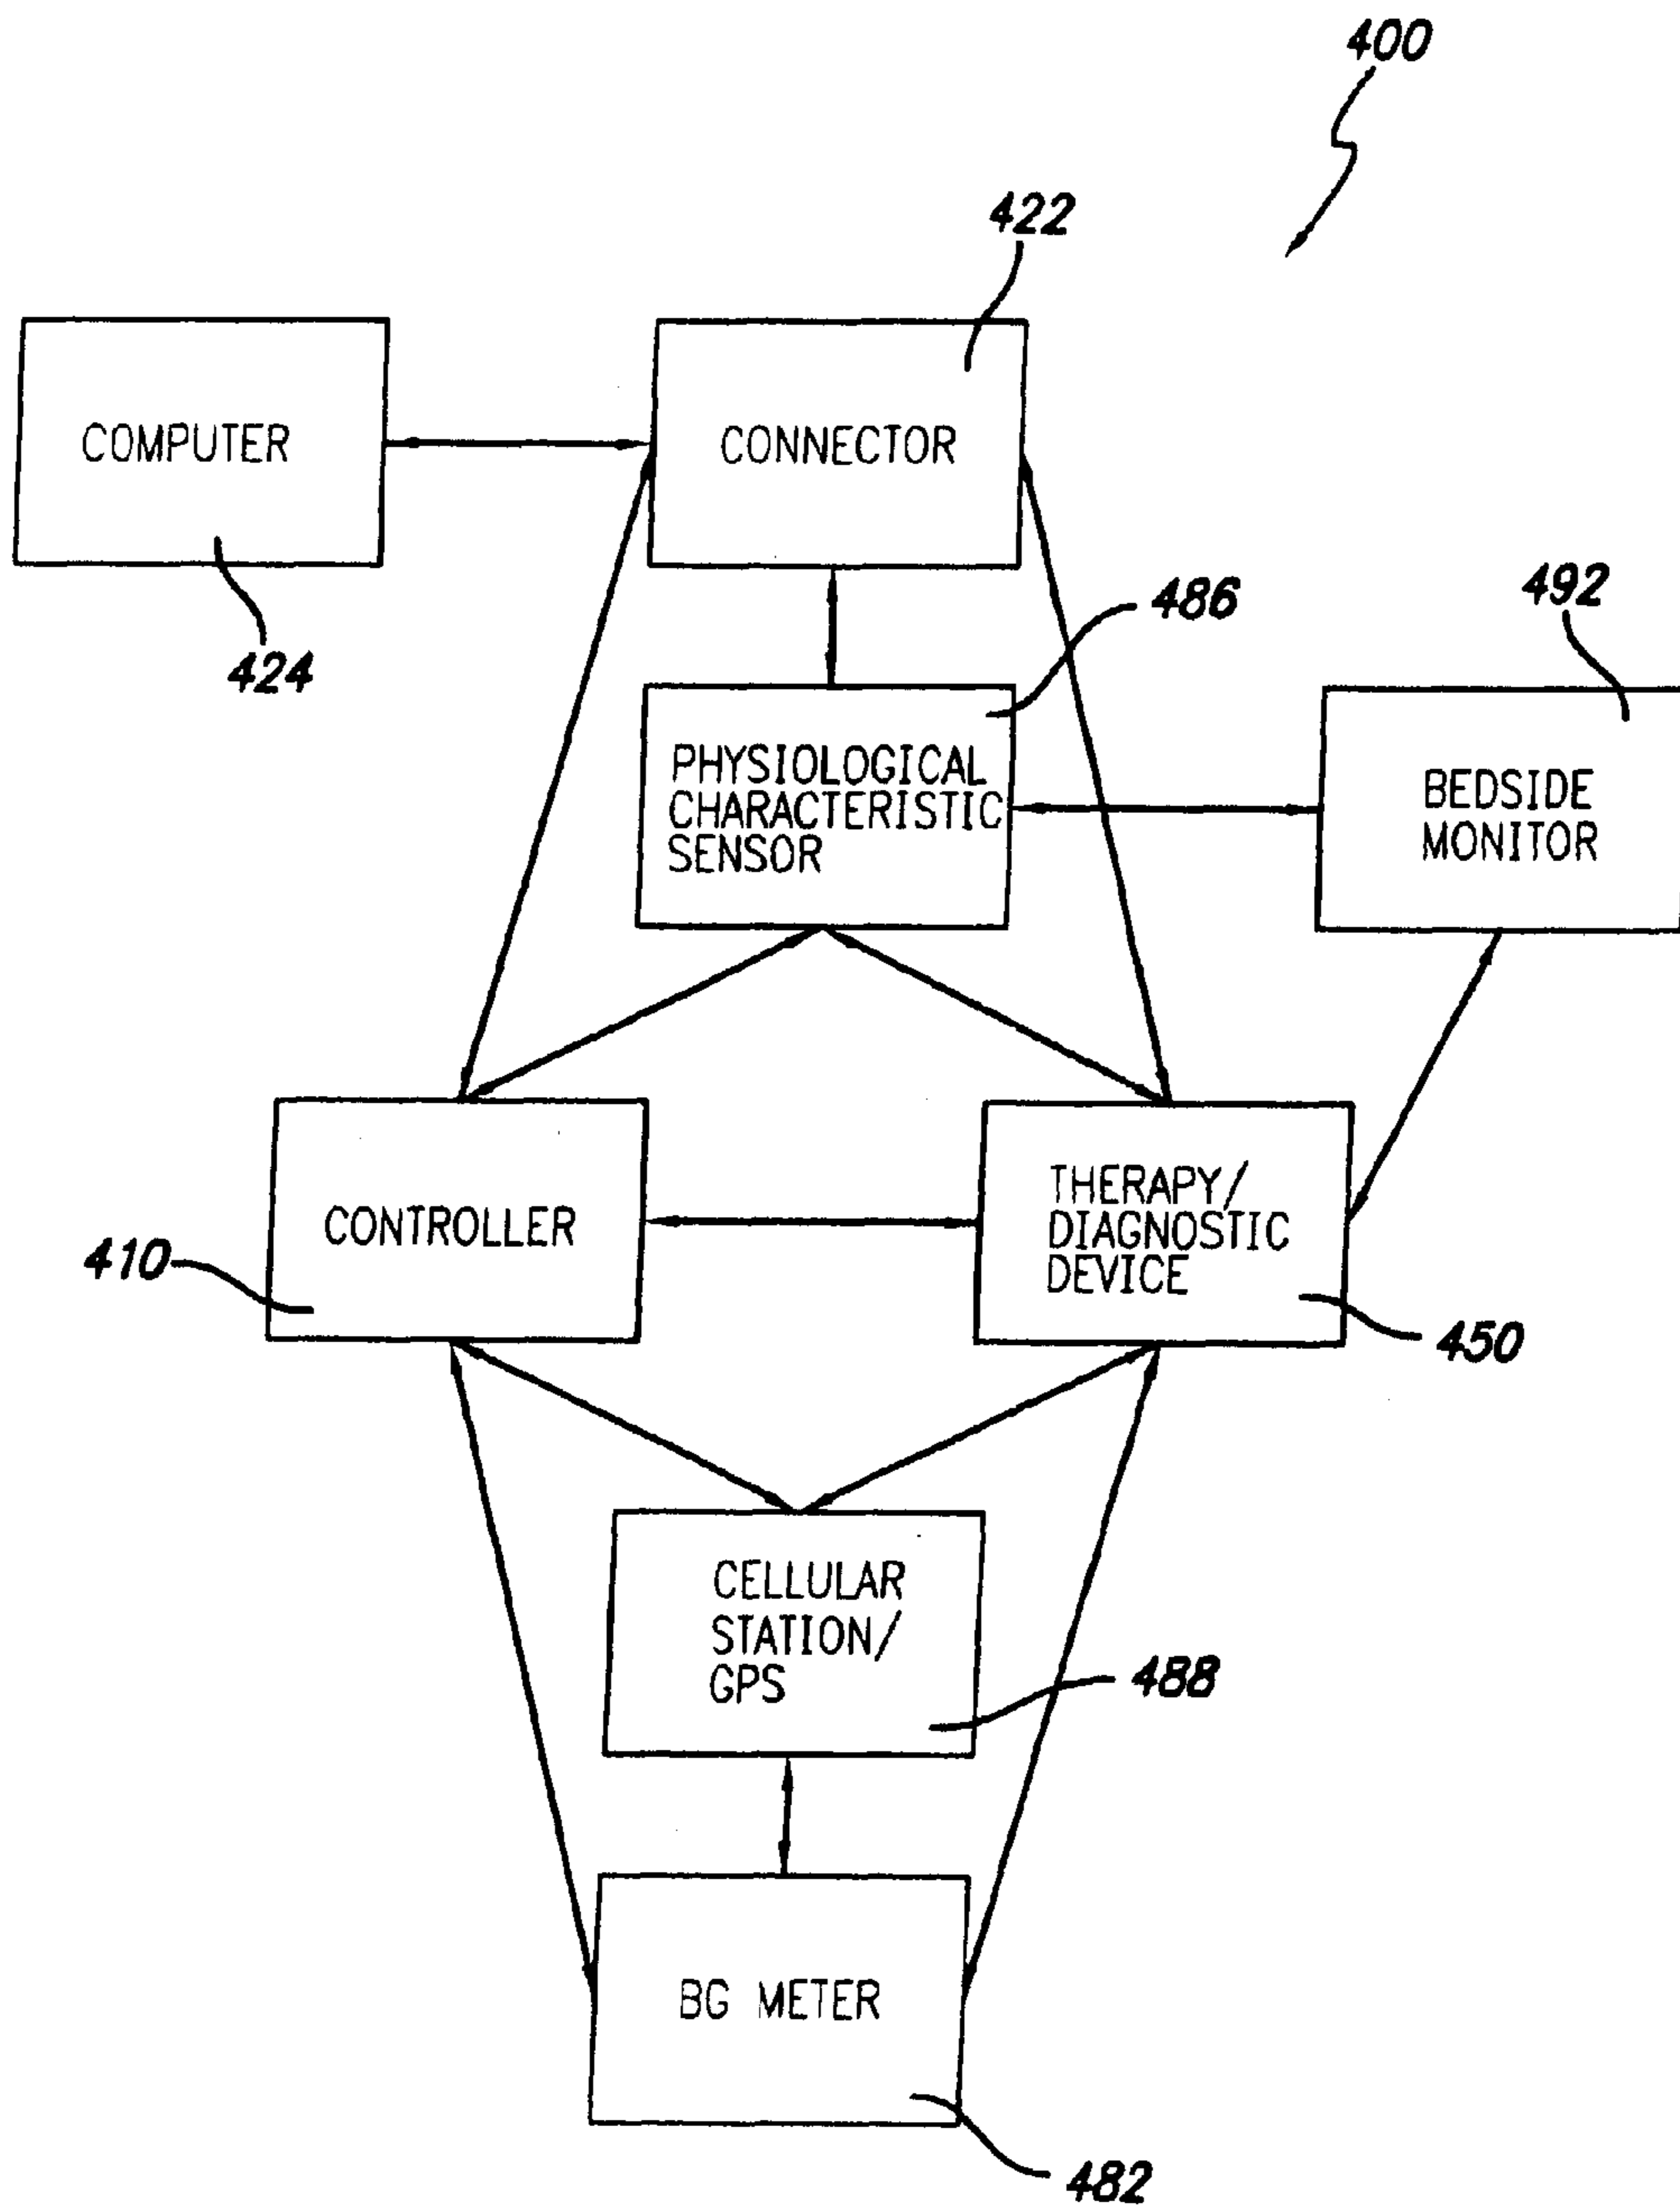 400
422
COMPUTER
CONNECTOR
424
486
492
PHYSIOLOGICAL
CHARACTERISTIC
SENSOR
BEDSIDE
MONITOR
CONTROLLER
410
THERAPY/
DIAGNOSTIC
DEVICE
450
CELLULAR
STATION/
GPS
488
BG METER
482